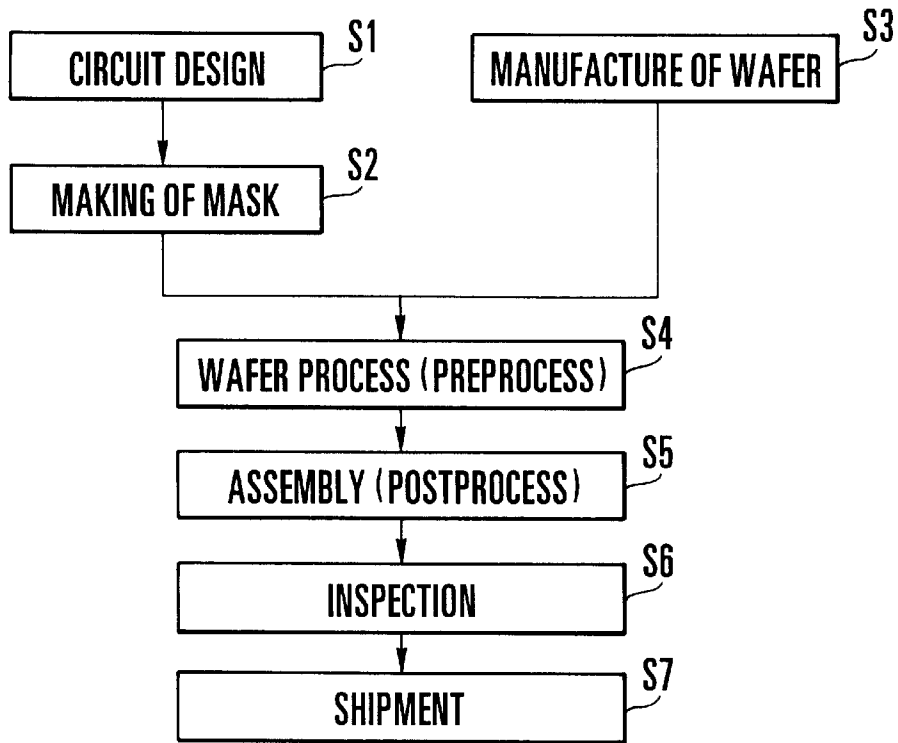 S1
CIRCUIT DESIGN
S3
MANUFACTURE OF WAFER
S2
MAKING OF MASK
S4
WAFER PROCESS (PREPROCESS)
S5
ASSEMBLY (POSTPROCESS)
S6
INSPECTION
S7
SHIPMENT